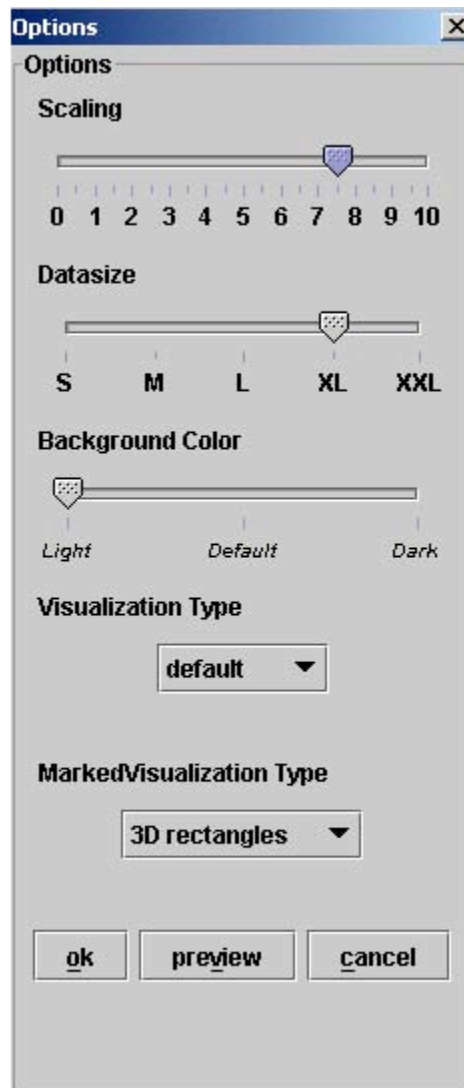 Options
Options
Scaling
0 1 2 3 4 5 6 7 8 9 10
Datasize
S M L XL XXL
Background Color
Light Default Dark
Visualization Type
default
MarkedVisualization Type
3D rectangles
ok preview cancel